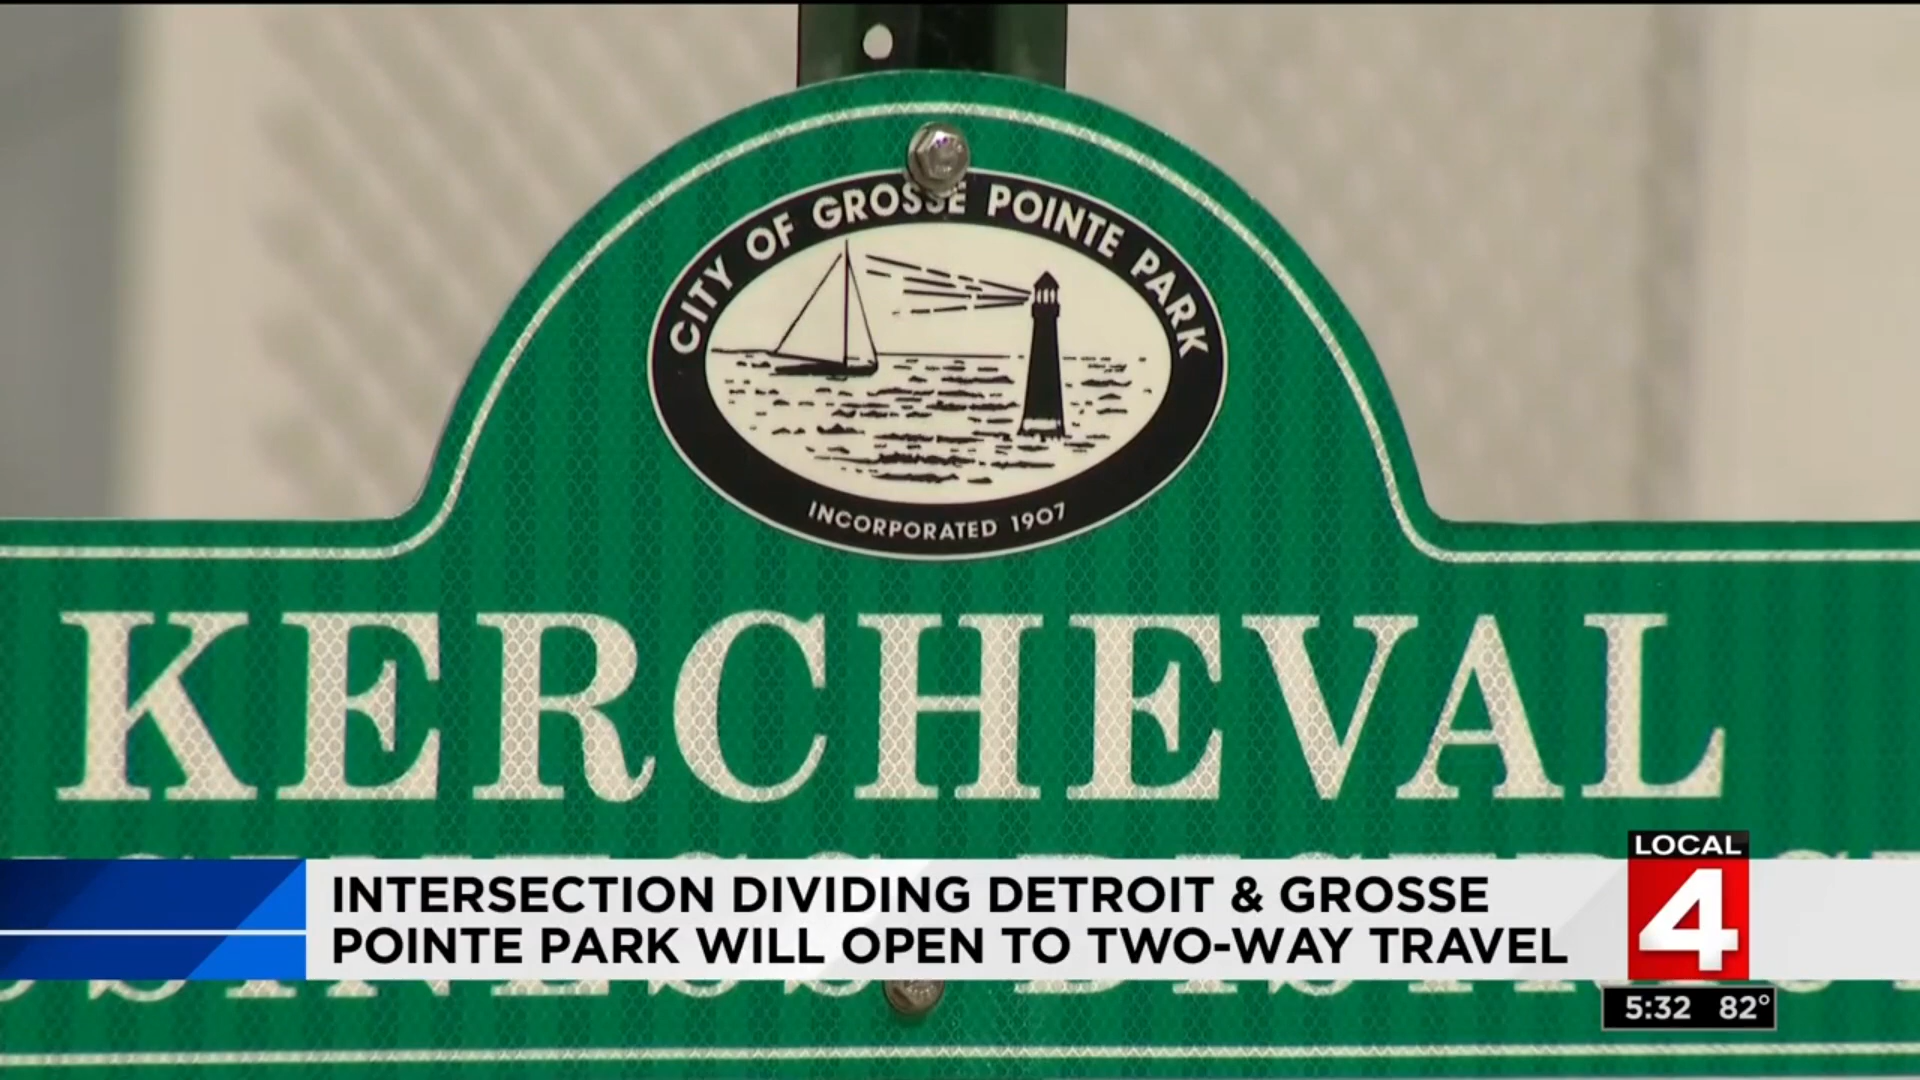 CITY OF GROSSE POINTE PARK
INCORPORATED 1907
KERCHEVAL
INTERSECTION DIVIDING DETROIT & GROSSE
POINTE PARK WILL OPEN TO TWO-WAY TRAVEL
LOCAL
4
5:32 82°